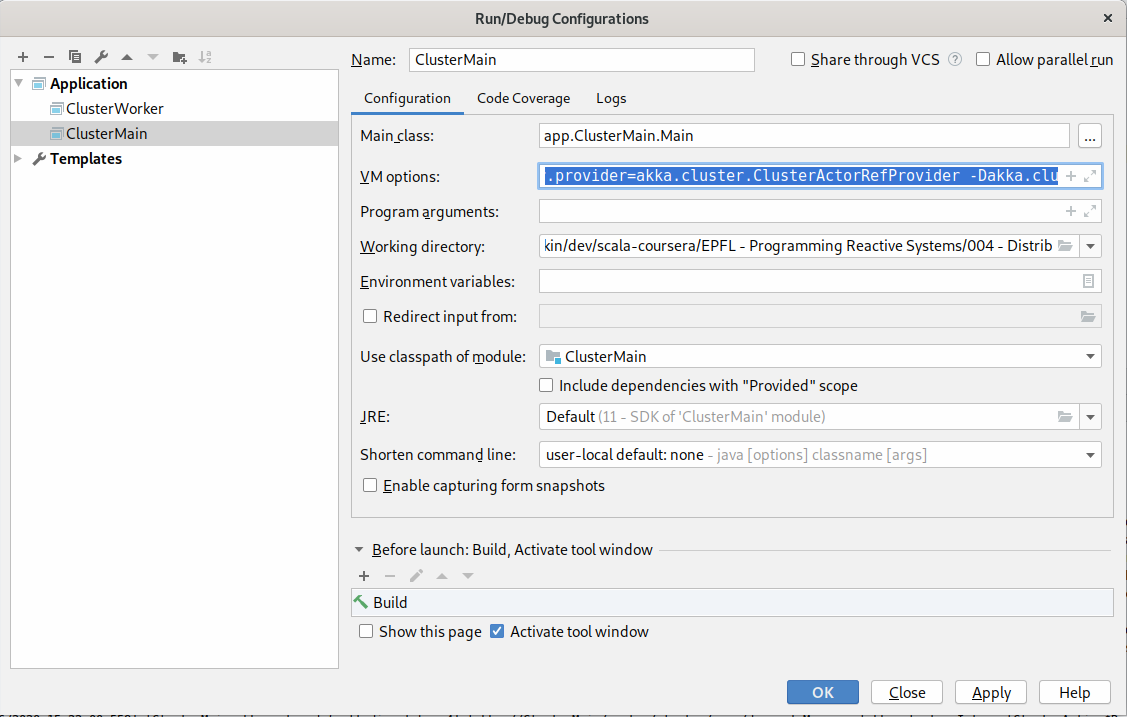 Run/Debug Configurations
Name: ClusterMain
Share through VCS ?
Allow parallel run
Application
ClusterWorker
ClusterMain
Templates
Configuration Code Coverage Logs
Main class: app.ClusterMain.Main ...
VM options: .provider=akka.cluster.ClusterActorRefProvider -Dakka.clu
Program arguments:
Working directory: kin/dev/scala-coursera/EPFL - Programming Reactive Systems/004 - Distrib
Environment variables:
Redirect input from:
Use classpath of module: ClusterMain
Include dependencies with "Provided" scope
JRE: Default (11 - SDK of 'ClusterMain' module)
Shorten command line: user-local default: none - java [options] classname [args]
Enable capturing form snapshots
Before launch: Build, Activate tool window
Build
Show this page Activate tool window
OK Close Apply Help